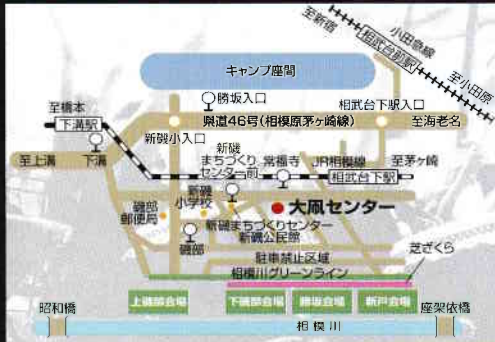 至新宿
小田急線
相武台前駅
至小田原
キャンプ座間
勝坂入口
相武台下駅入口
至橋本
下溝駅
県道46号(相模原茅ヶ崎線)
至海老名
新磯小入口
至上溝
下溝
新磯
まちづくり
センター前
常福寺
JR相模線
至茅ヶ崎
相武台下駅
新磯
小学校
磯部
郵便局
大凧センター
新磯まちづくりセンター
新磯公民館
磯部
駐車禁止区域
芝ざくら
相模川グリーンライン
昭和橋
上磯部会場
下磯部会場
勝坂会場
新戸会場
座架依橋
相模川